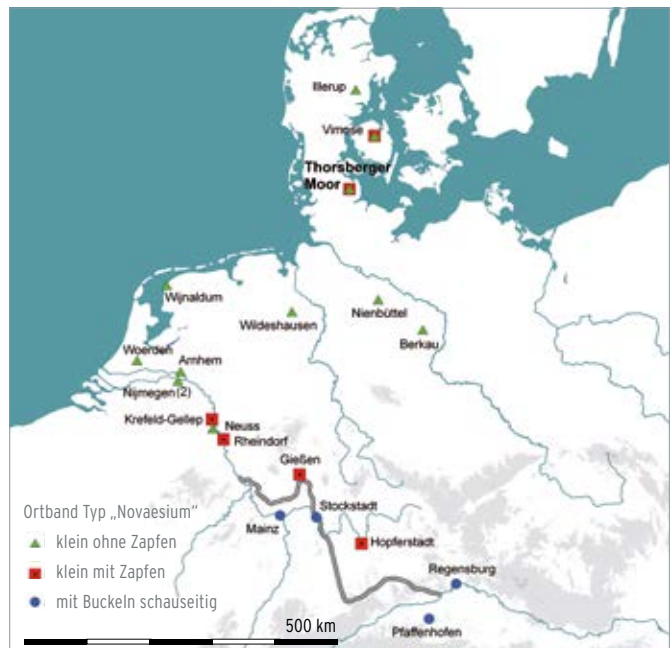 Illerup
Vimose
Thorsberger
Moor
Wijnaldum
Wildeshausen
Nienbüttel
Berkau
Woerden
Arnhem
Nijmegen (2)
Krefeld-Gellep
Neuss
Rheindorf
Gießen
Ortband Typ „Novaesium“
Stockstadt
klein ohne Zapfen
Mainz
klein mit Zapfen
Hopferstadt
Regensburg
mit Buckeln schauseitig
Pfaffenhofen
500 km